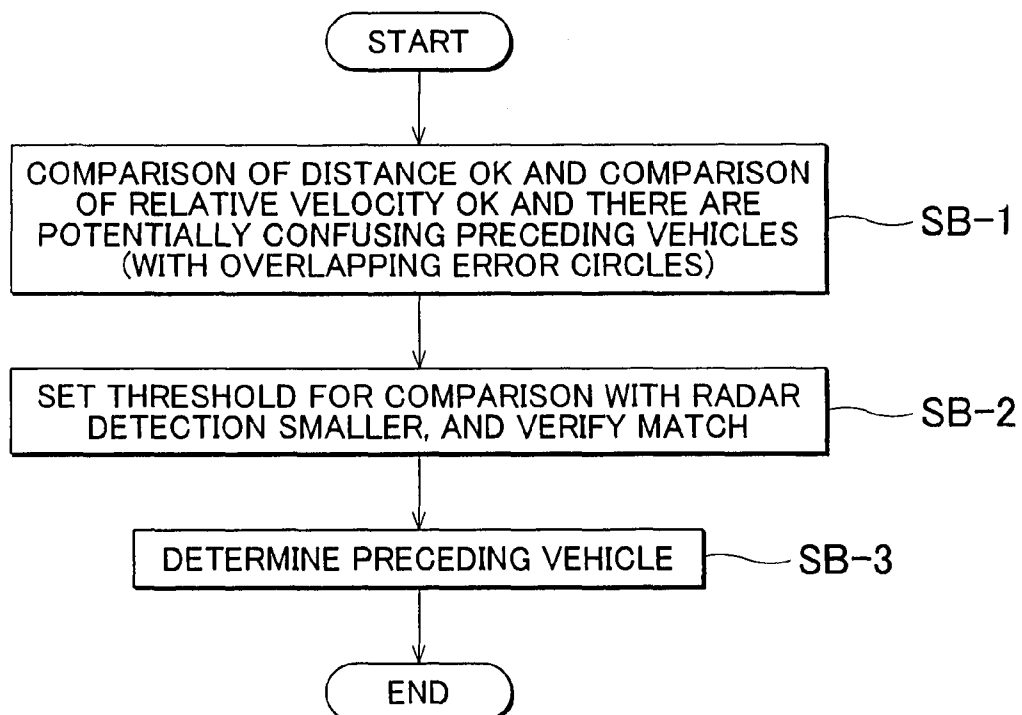 START
COMPARISON OF DISTANCE OK AND COMPARISON
OF RELATIVE VELOCITY OK AND THERE ARE
POTENTIALLY CONFUSING PRECEDING VEHICLES
(WITH OVERLAPPING ERROR CIRCLES)
SB-1
SET THRESHOLD FOR COMPARISON WITH RADAR
DETECTION SMALLER, AND VERIFY MATCH
SB-2
DETERMINE PRECEDING VEHICLE
SB-3
END